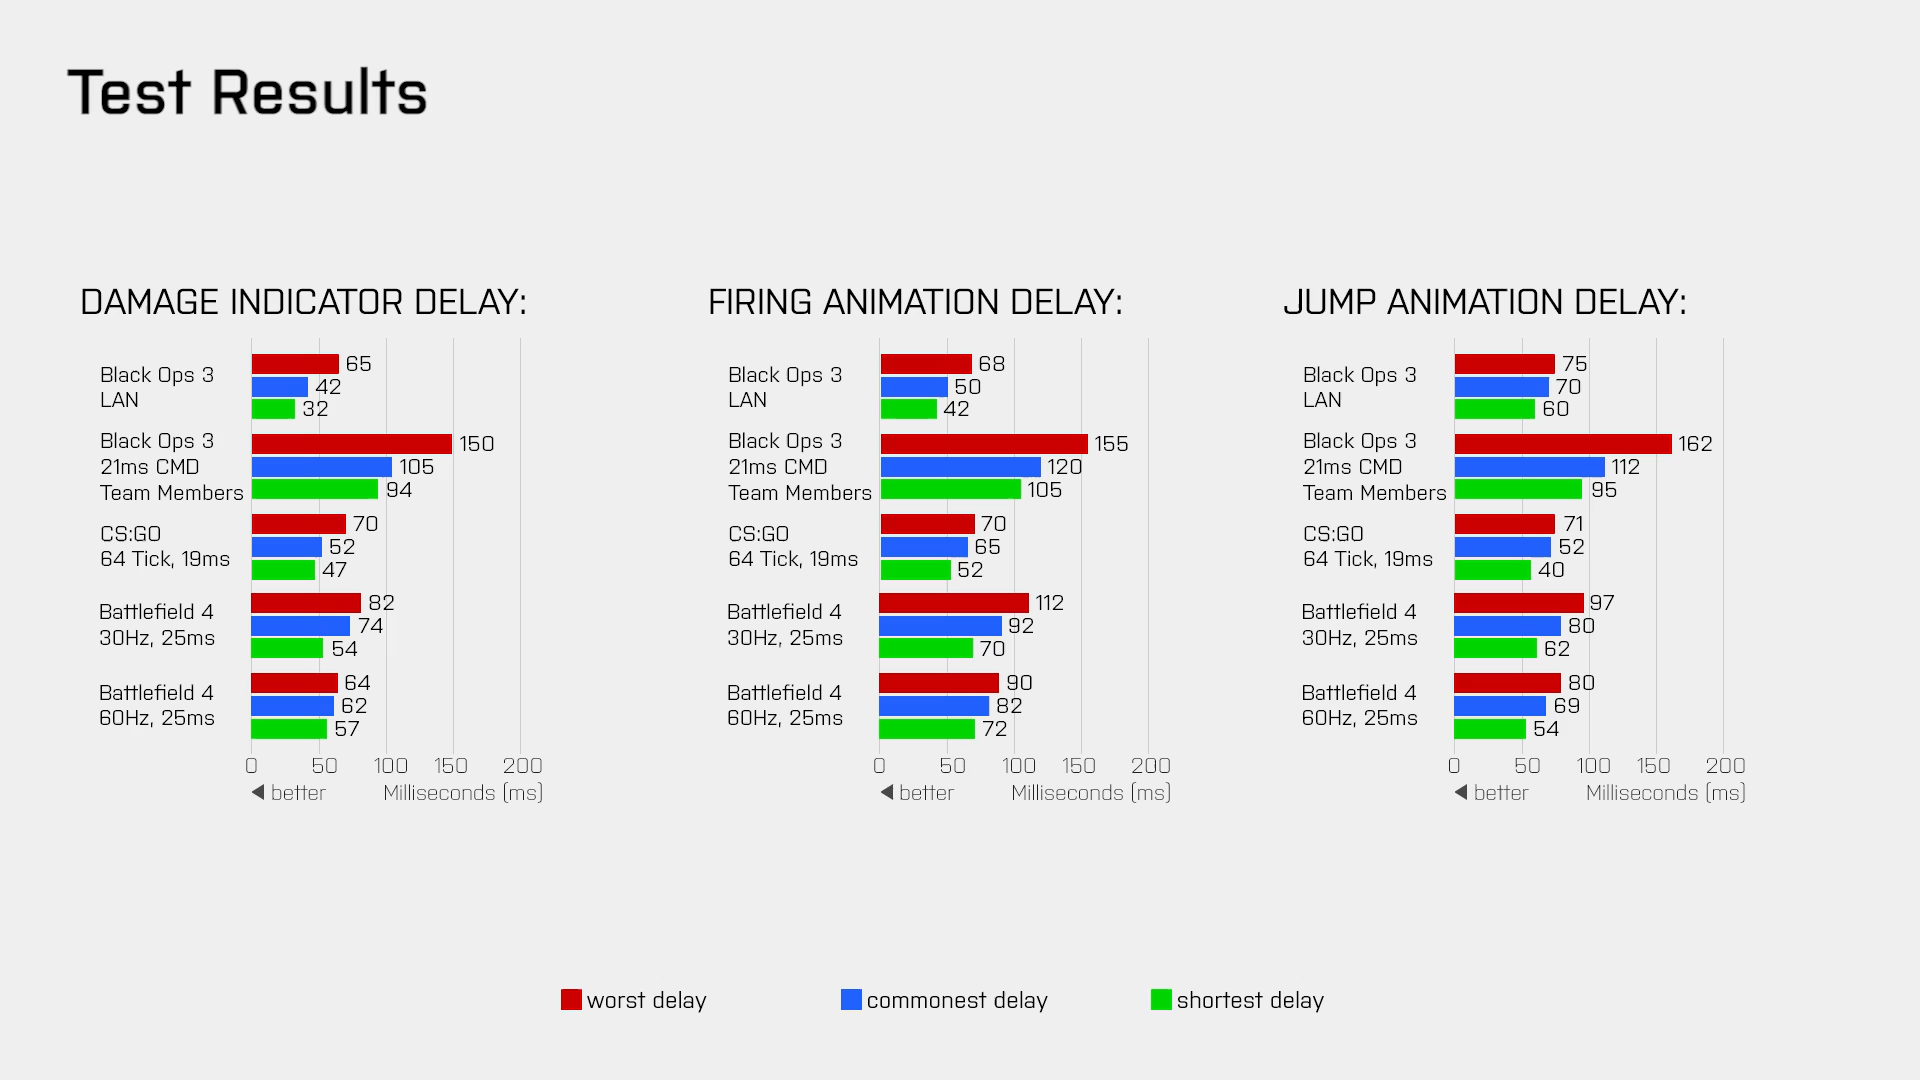 Test Results
DAMAGE INDICATOR DELAY:
Black Ops 3
LAN
65
42
32
Black Ops 3
21ms CMD
Team Members
150
105
94
CS:GO
64 Tick, 19ms
70
52
47
Battlefield 4
30Hz, 25ms
82
74
54
Battlefield 4
60Hz, 25ms
64
62
57
0 50 100 150 200
better Milliseconds (ms)
FIRING ANIMATION DELAY:
Black Ops 3
LAN
68
50
42
Black Ops 3
21ms CMD
Team Members
155
120
105
CS:GO
64 Tick, 19ms
70
65
52
Battlefield 4
30Hz, 25ms
112
92
70
Battlefield 4
60Hz, 25ms
90
82
72
0 50 100 150 200
better Milliseconds (ms)
JUMP ANIMATION DELAY:
Black Ops 3
LAN
75
70
60
Black Ops 3
21ms CMD
Team Members
162
112
95
CS:GO
64 Tick, 19ms
71
52
40
Battlefield 4
30Hz, 25ms
97
80
62
Battlefield 4
60Hz, 25ms
80
69
54
0 50 100 150 200
better Milliseconds (ms)
worst delay
commonest delay
shortest delay